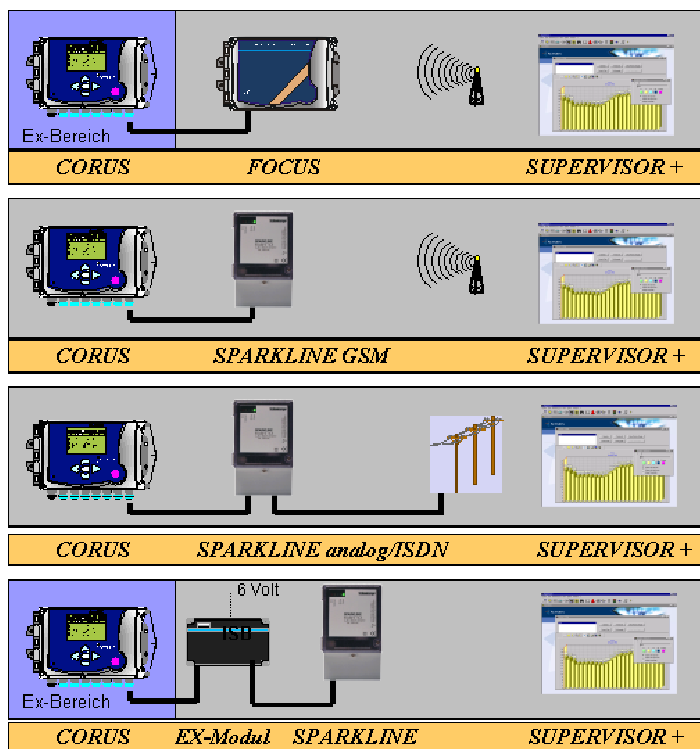 Ex-Bereich
CORUS FOCUS SUPERVISOR +
CORUS SPARKLINE GSM SUPERVISOR +
CORUS SPARKLINE analog/ISDN SUPERVISOR +
6 Volt
ISB
Ex-Bereich
CORUS EX-Modul SPARKLINE SUPERVISOR +